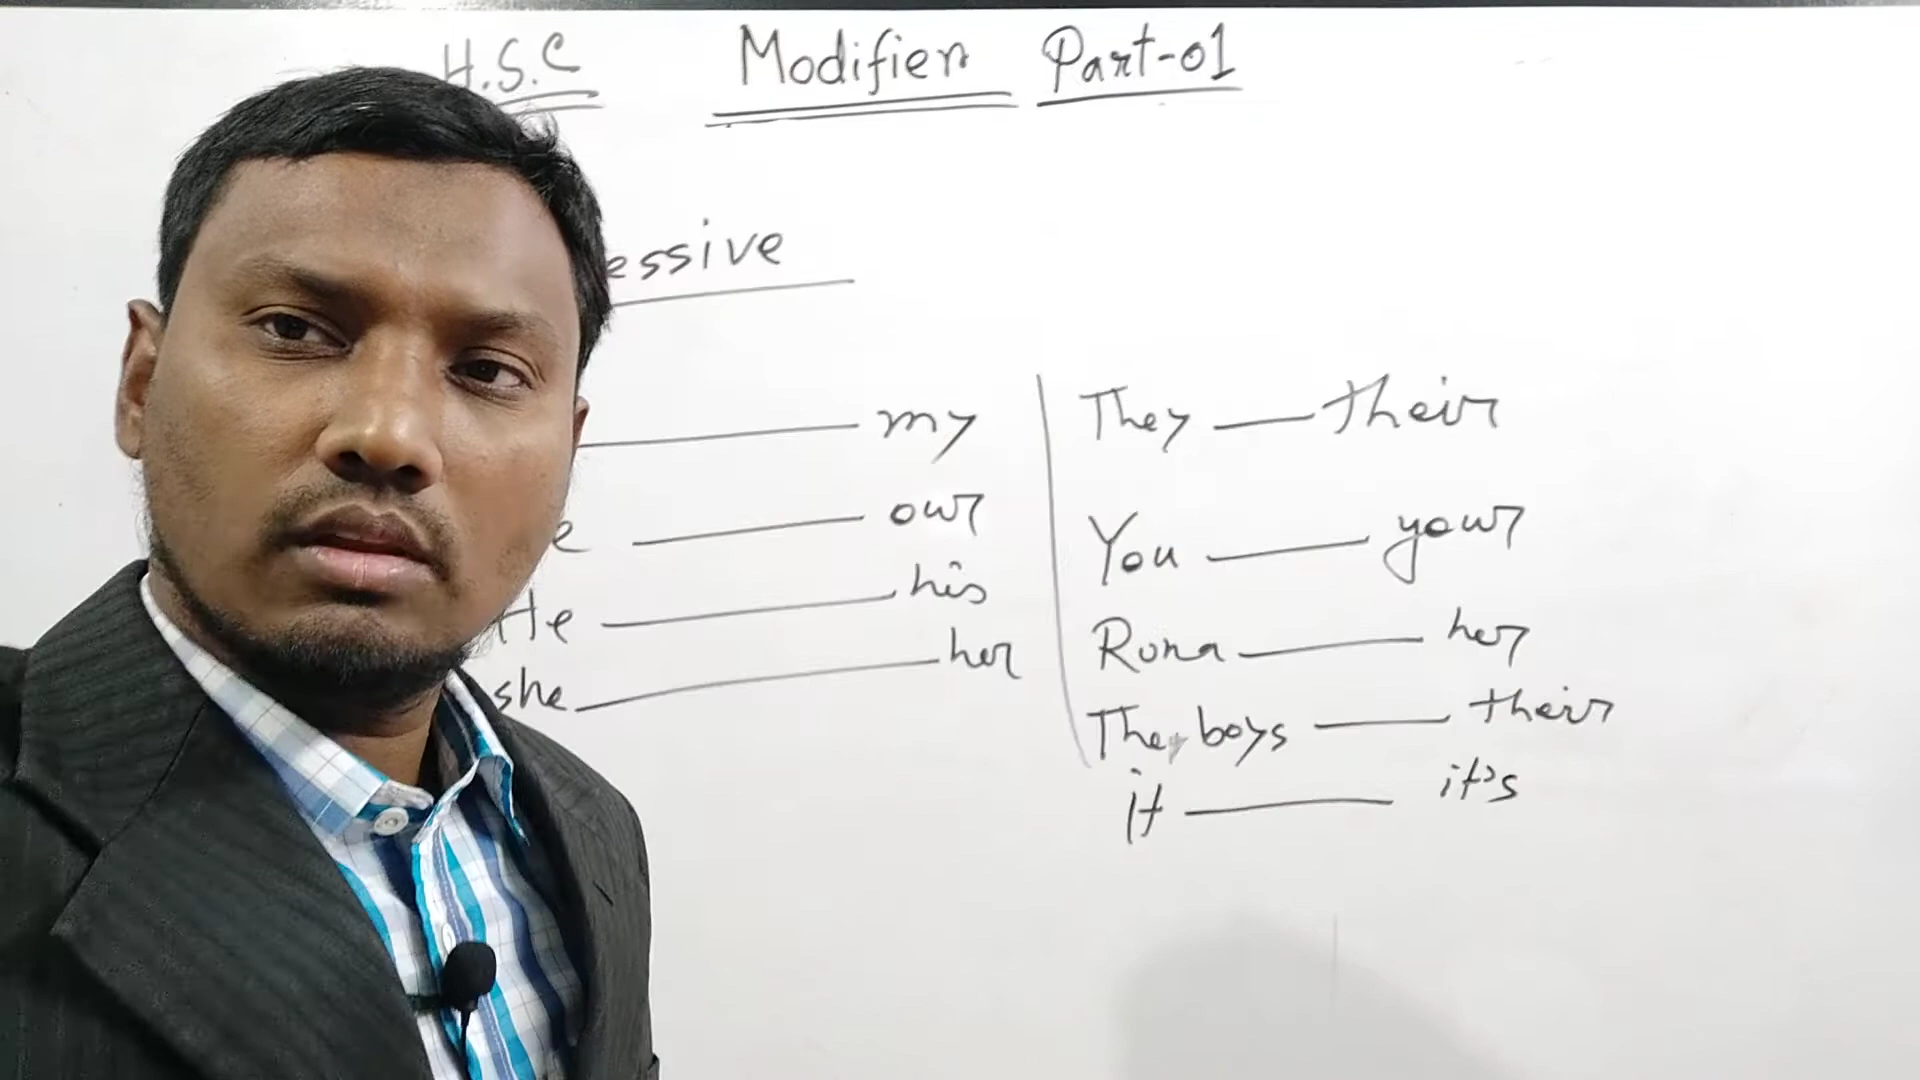 H.S.C Modifier Part-01
essive
my
e our
He his
she her
They their
You your
Runa her
The boys their
it it's